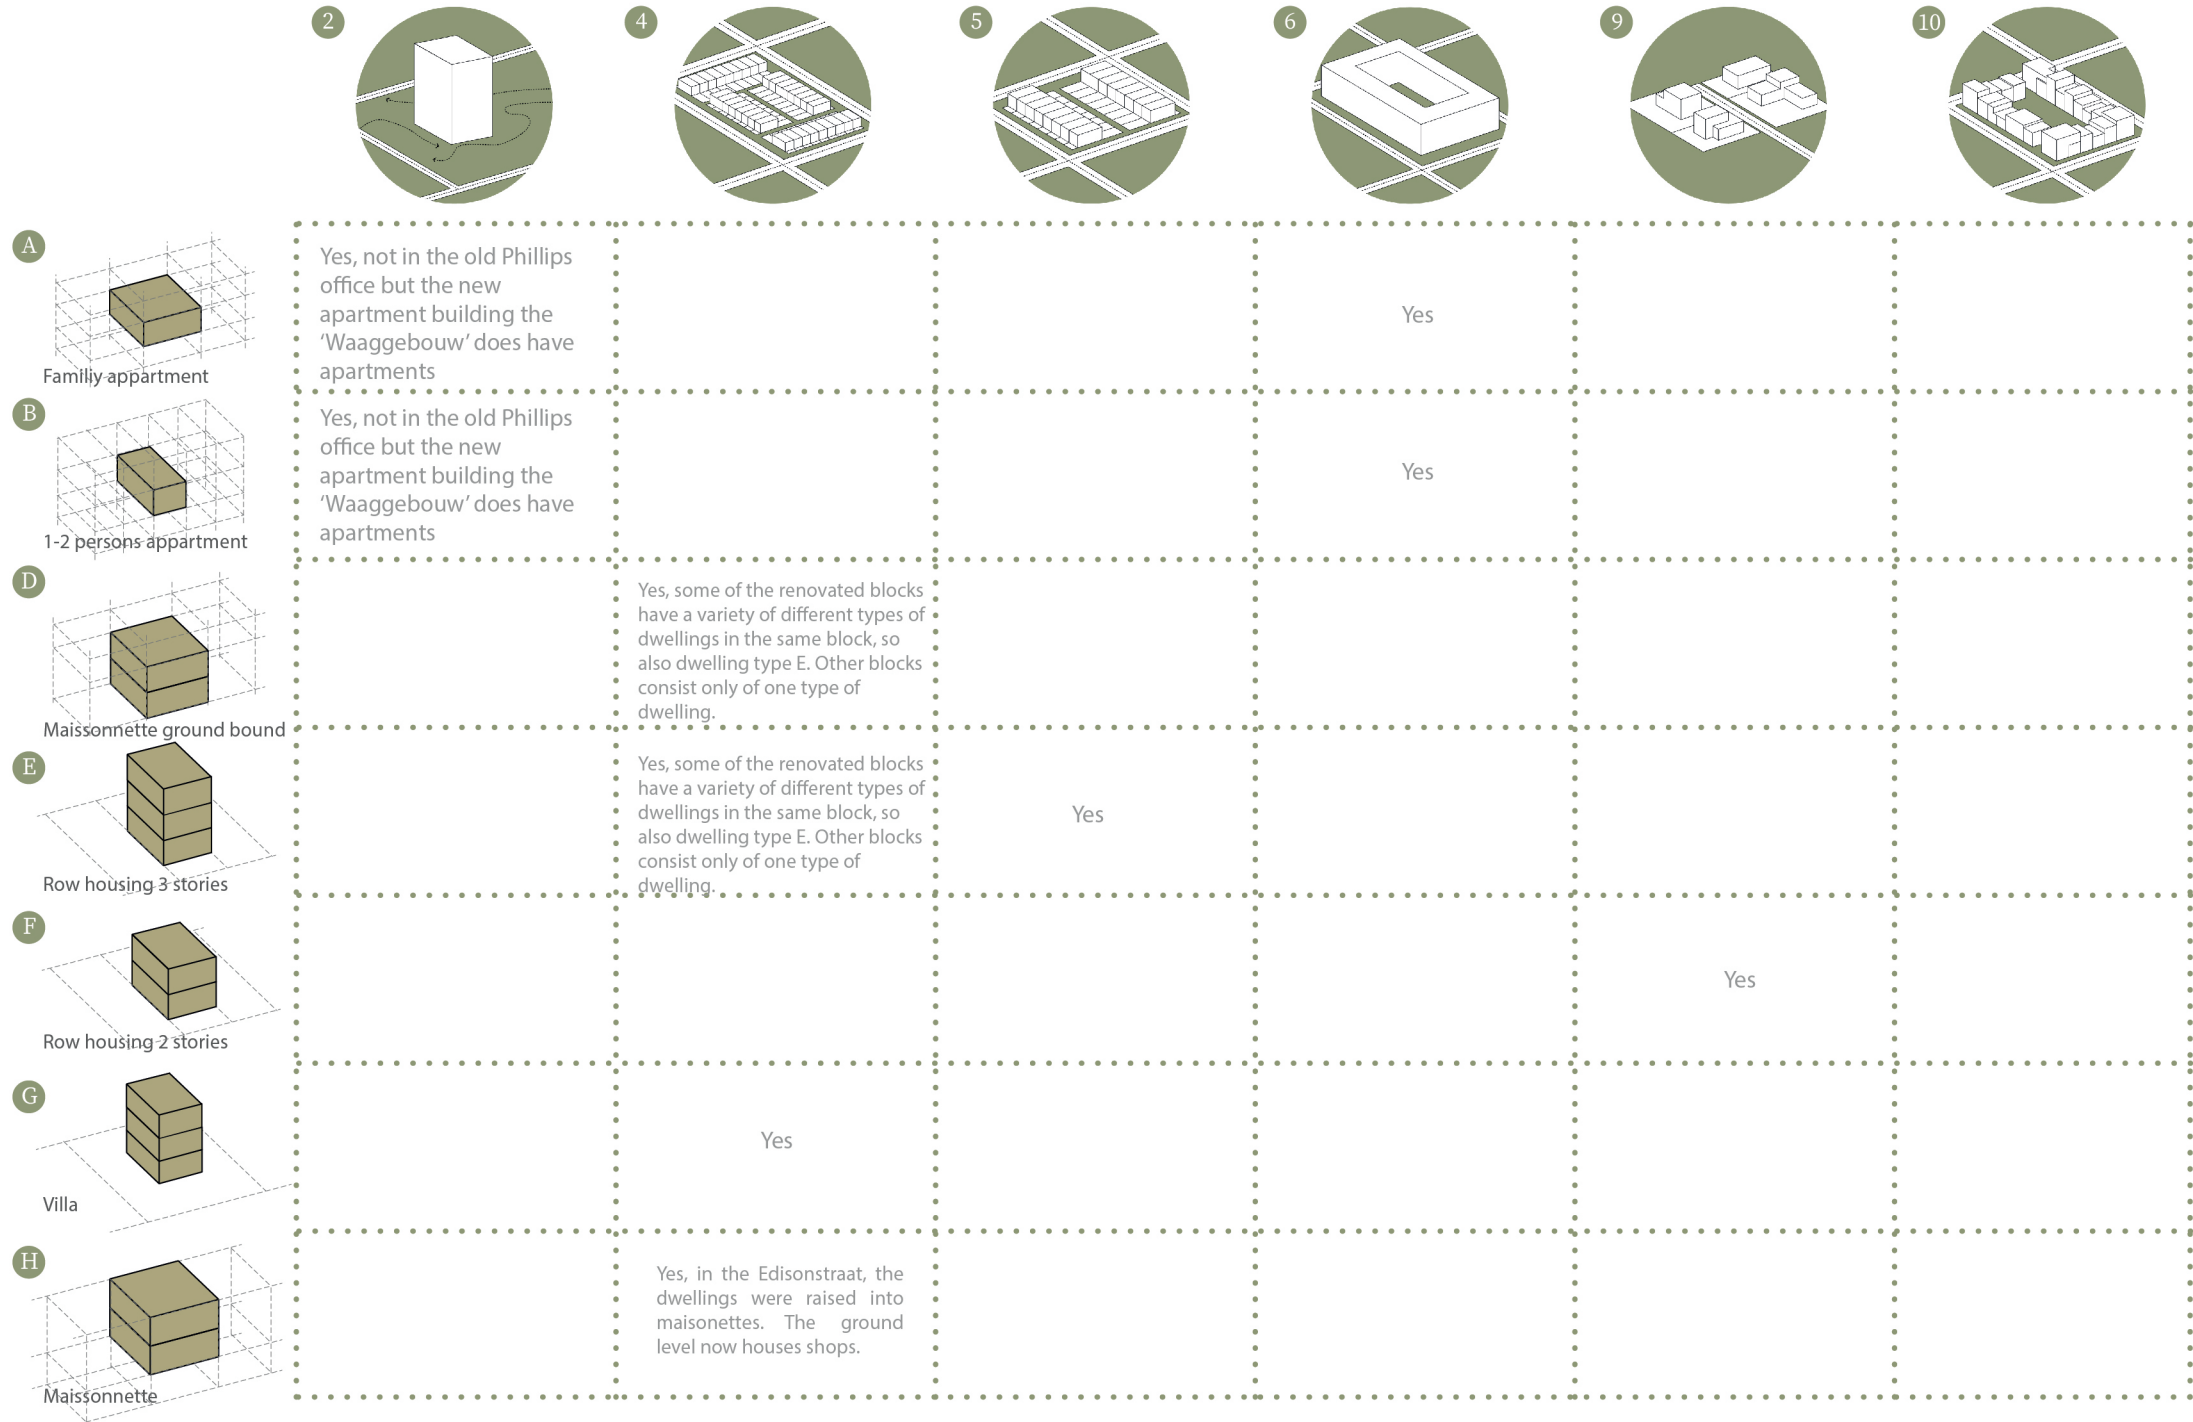 2
4
5
6
9
10
A
Yes, not in the old Phillips
office but the new
apartment building the
‘Waaggebouw’ does have
apartments
Yes
Familiy appartment
B
Yes, not in the old Phillips
office but the new
apartment building the
‘Waaggebouw’ does have
apartments
Yes
1-2 persons appartment
D
Yes, some of the renovated blocks
have a variety of different types of
dwellings in the same block, so
also dwelling type E. Other blocks
consist only of one type of
dwelling.
Maissonnette ground bound
E
Yes, some of the renovated blocks
have a variety of different types of
dwellings in the same block, so
also dwelling type E. Other blocks
consist only of one type of
dwelling.
Yes
Row housing 3 stories
F
Yes
Row housing 2 stories
G
Yes
Villa
H
Yes, in the Edisonstraat, the
dwellings were raised into
maisonettes. The ground
level now houses shops.
Maissonnette